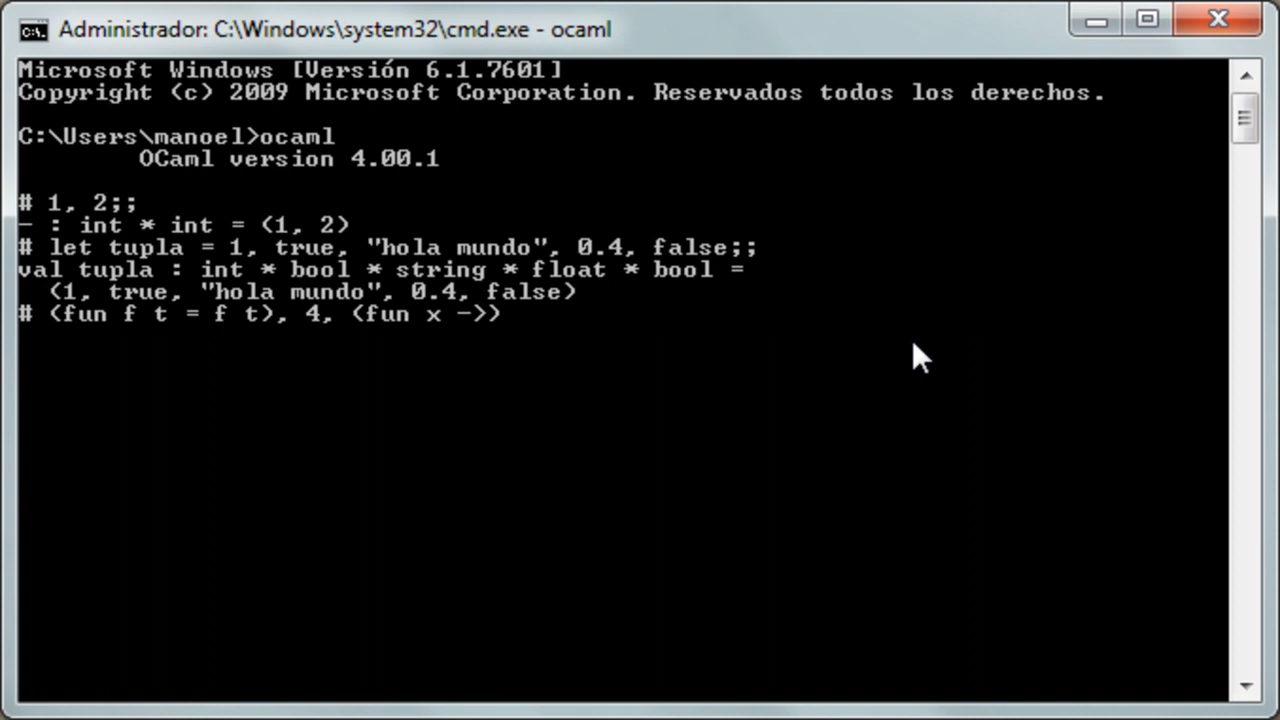 Administrador: C:\Windows\system32\cmd.exe - ocaml
Microsoft Windows [Versión 6.1.7601]
Copyright (c) 2009 Microsoft Corporation. Reservados todos los derechos.
C:\Users\manoel>ocaml
        OCaml version 4.00.1
# 1, 2;;
- : int * int = (1, 2)
# let tupla = 1, true, "hola mundo", 0.4, false;;
val tupla : int * bool * string * float * bool =
  (1, true, "hola mundo", 0.4, false)
# (fun f t = f t), 4, (fun x ->))